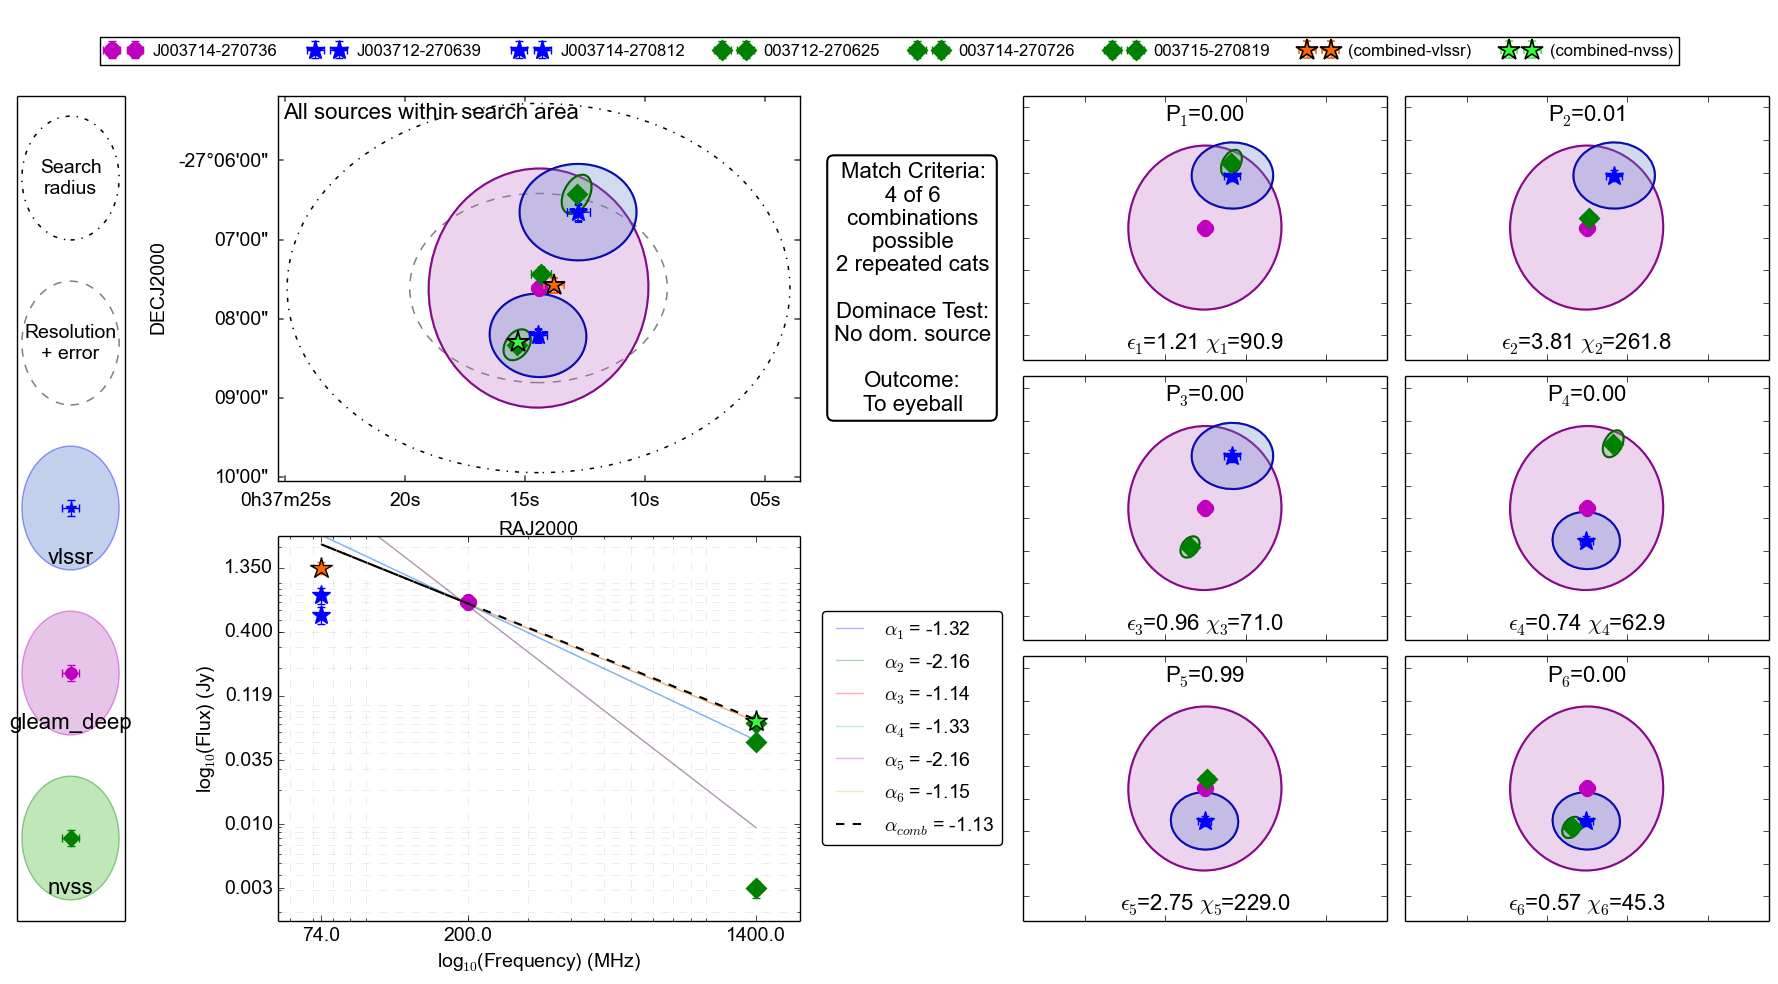 J003714-270736 J003712-270639 J003714-270812 003712-270625 003714-270726 003715-270819 (combined-vlssr) (combined-nvss)
Search
radius
Resolution
+ error
vlssr
gleam_deep
nvss
All sources within search area
DECJ2000
-27°06'00"
07'00"
08'00"
09'00"
10'00"
0h37m25s 20s 15s 10s 05s
RAJ2000
log10(Flux) (Jy)
1.350
0.400
0.119
0.035
0.010
0.003
74.0 200.0 1400.0
log10(Frequency) (MHz)
Match Criteria:
4 of 6
combinations
possible
2 repeated cats
Dominace Test:
No dom. source
Outcome:
To eyeball
α1 = -1.32
α2 = -2.16
α3 = -1.14
α4 = -1.33
α5 = -2.16
α6 = -1.15
αcomb = -1.13
P1=0.00
ϵ1=1.21 χ1=90.9
P2=0.01
ϵ2=3.81 χ2=261.8
P3=0.00
ϵ3=0.96 χ3=71.0
P4=0.00
ϵ4=0.74 χ4=62.9
P5=0.99
ϵ5=2.75 χ5=229.0
P6=0.00
ϵ6=0.57 χ6=45.3